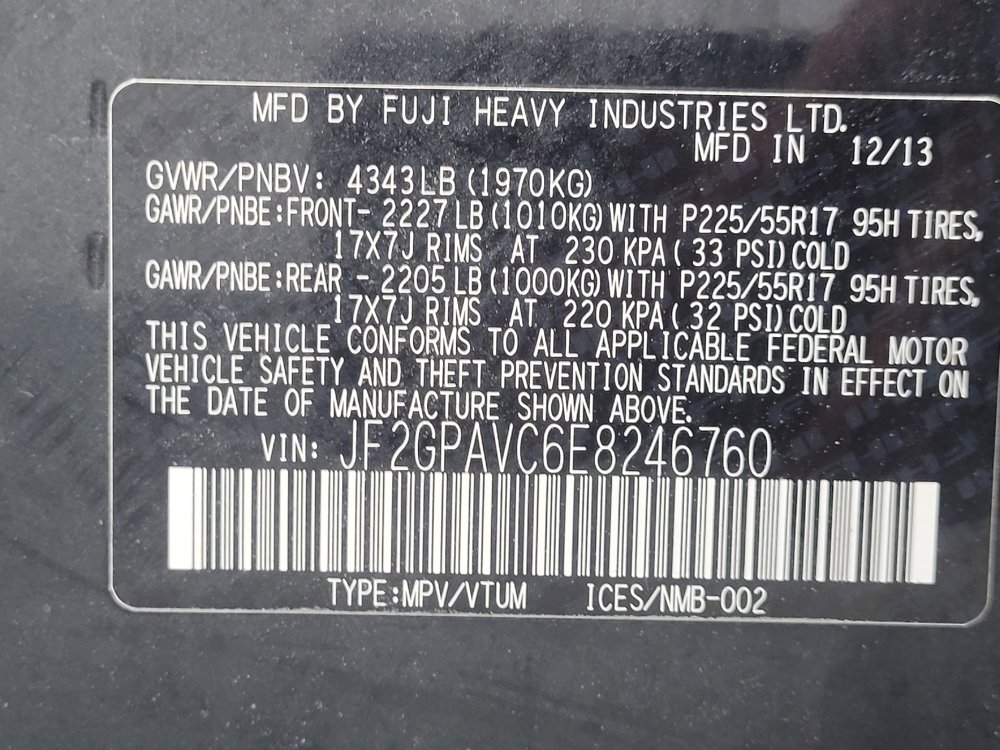 MFD BY FUJI HEAVY INDUSTRIES LTD.
MFD IN 12/13
GVWR/PNBV: 4343LB (1970KG)
GAWR/PNBE:FRONT- 2227LB (1010KG) WITH P225/55R17 95H TIRES,
17X7J RIMS AT 230 KPA( 33 PSI)COLD
GAWR/PNBE:REAR - 2205LB (1000KG) WITH P225/55R17 95H TIRES,
17X7J RIMS AT 220 KPA( 32 PSI)COLD
THIS VEHICLE CONFORMS TO ALL APPLICABLE FEDERAL MOTOR
VEHICLE SAFETY AND THEFT PREVENTION STANDARDS IN EFFECT ON
THE DATE OF MANUFACTURE SHOWN ABOVE.
VIN: JF2GPAVC6E8246760
TYPE:MPV/VTUM ICES/NMB-002